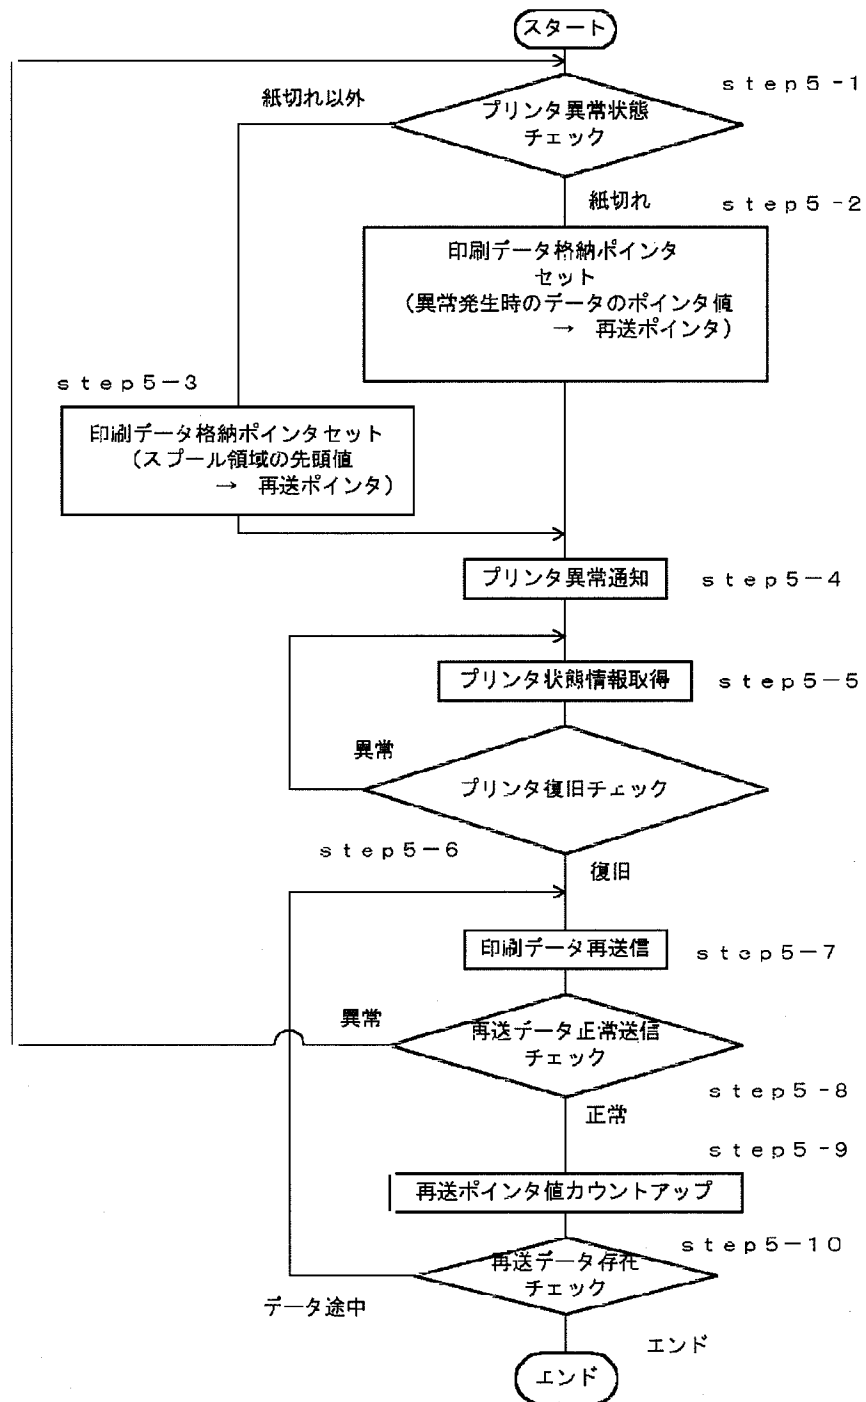 スタート
step5-1
紙切れ以外
プリンタ異常状態
チェック
紙切れ
step5-2
印刷データ格納ポインタ
セット
(異常発生時のデータのポインタ値
→ 再送ポインタ)
step5-3
印刷データ格納ポインタセット
(スプール領域の先頭値
→ 再送ポインタ)
プリンタ異常通知
step5-4
プリンタ状態情報取得
step5-5
異常
プリンタ復旧チェック
step5-6
復旧
印刷データ再送信
step5-7
異常
再送データ正常送信
チェック
step5-8
正常
step5-9
再送ポインタ値カウントアップ
step5-10
再送データ存在
チェック
データ途中
エンド
エンド